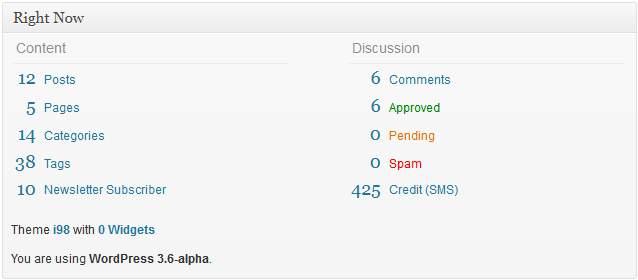 Right Now
Content
12 Posts
5 Pages
14 Categories
38 Tags
10 Newsletter Subscriber
Discussion
6 Comments
6 Approved
0 Pending
0 Spam
425 Credit (SMS)
Theme i98 with 0 Widgets
You are using WordPress 3.6-alpha.